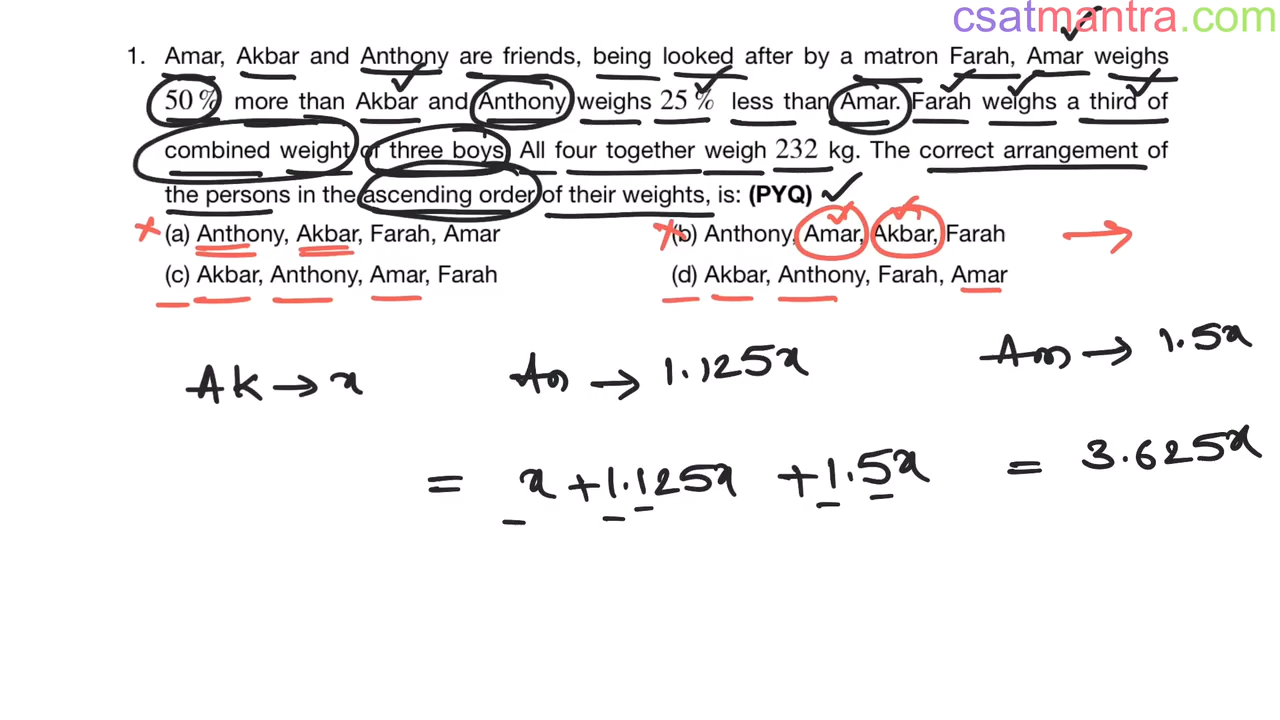 csatmantra.com
1. Amar, Akbar and Anthony are friends, being looked after by a matron Farah, Amar weighs
50 % more than Akbar and Anthony weighs 25 % less than Amar. Farah weighs a third of
combined weight of three boys. All four together weigh 232 kg. The correct arrangement of
the persons in the ascending order of their weights, is: (PYQ)
(a) Anthony, Akbar, Farah, Amar (b) Anthony, Amar, Akbar, Farah
(c) Akbar, Anthony, Amar, Farah (d) Akbar, Anthony, Farah, Amar
Ak → x An → 1.125x Am → 1.5x
= x + 1.125x + 1.5x = 3.625x